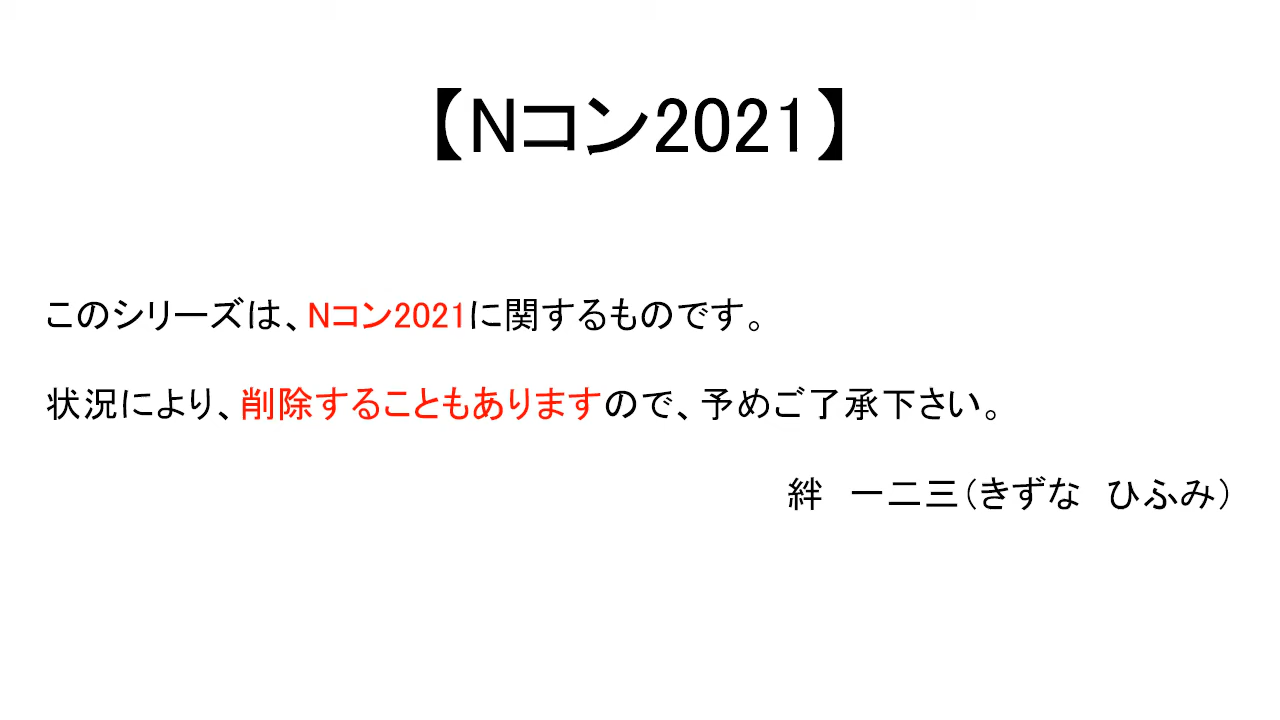 【Nコン2021】
このシリーズは、Nコン2021に関するものです。
状況により、削除することもありますので、予めご了承下さい。
絆　一二三（きずな　ひふみ）